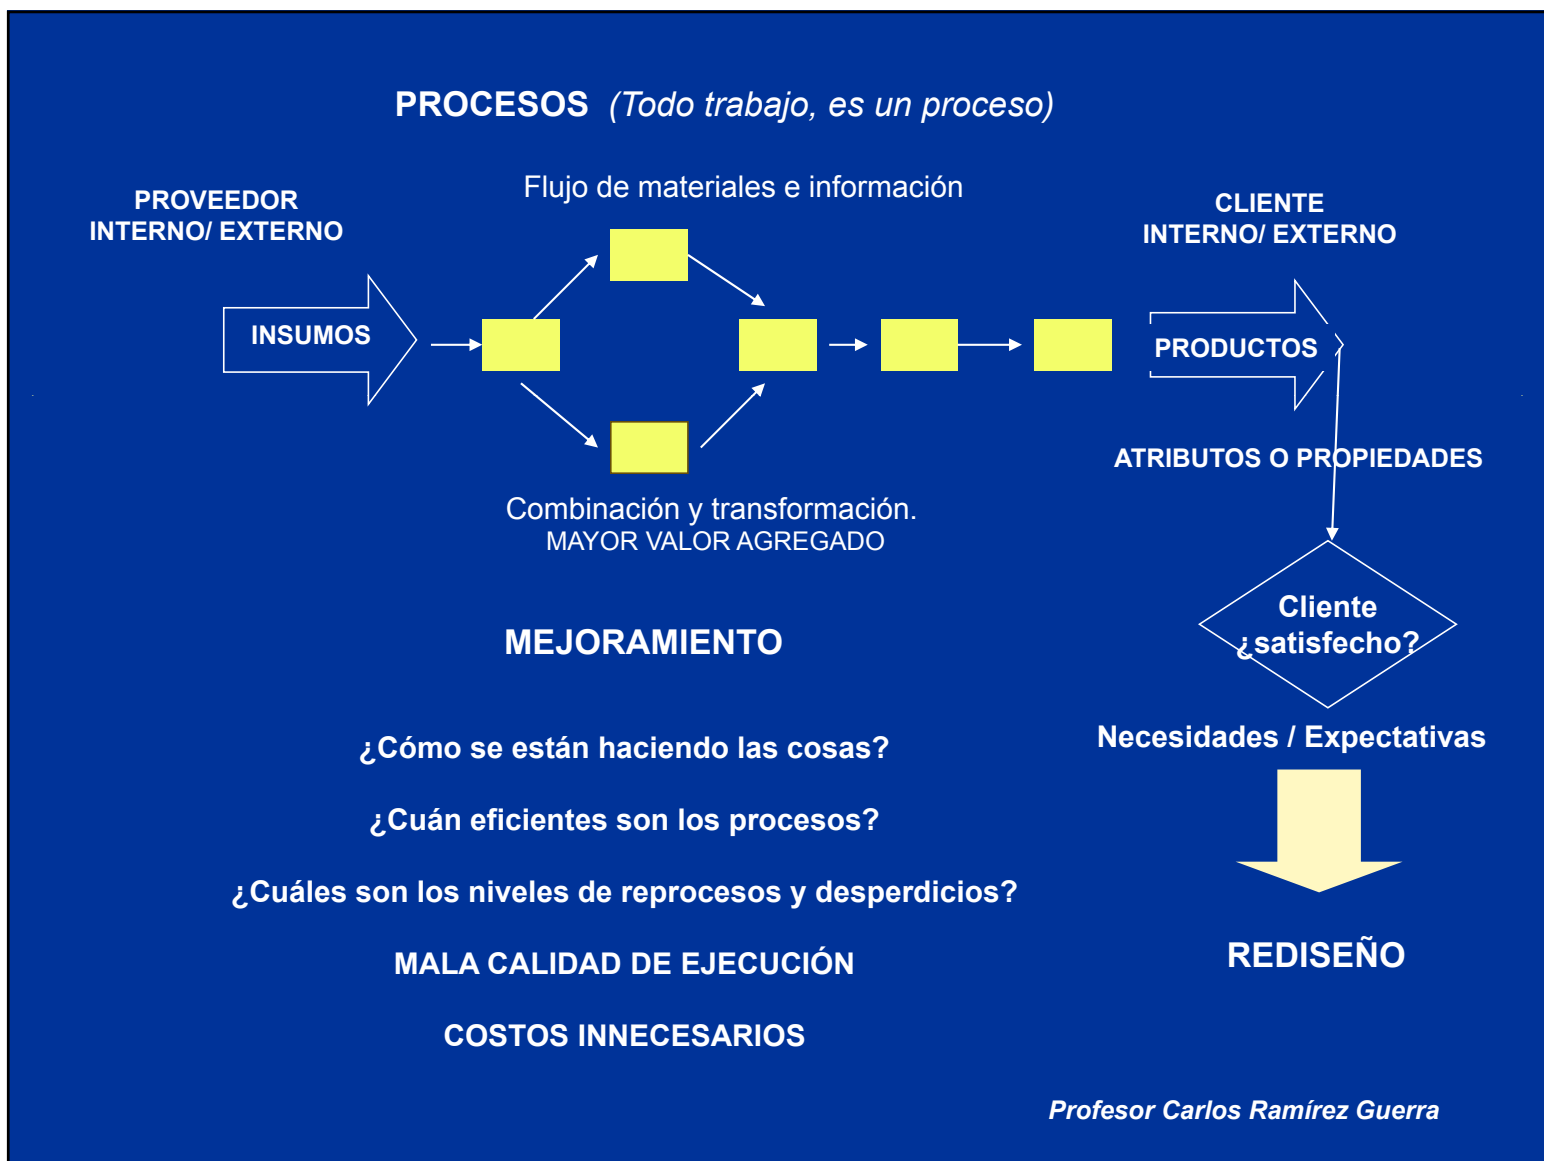 PROCESOS (Todo trabajo, es un proceso)
Flujo de materiales e información
PROVEEDOR
INTERNO/ EXTERNO
CLIENTE
INTERNO/ EXTERNO
INSUMOS
PRODUCTOS
ATRIBUTOS O PROPIEDADES
Combinación y transformación.
MAYOR VALOR AGREGADO
Cliente
¿satisfecho?
MEJORAMIENTO
Necesidades / Expectativas
¿Cómo se están haciendo las cosas?
¿Cuán eficientes son los procesos?
¿Cuáles son los niveles de reprocesos y desperdicios?
MALA CALIDAD DE EJECUCIÓN
REDISEÑO
COSTOS INNECESARIOS
Profesor Carlos Ramírez Guerra